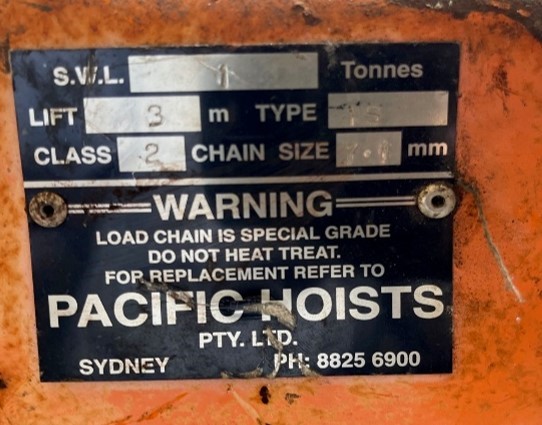 S.W.L. 1 Tonnes
LIFT 3 m TYPE
CLASS 2 CHAIN SIZE mm
WARNING
LOAD CHAIN IS SPECIAL GRADE
DO NOT HEAT TREAT.
FOR REPLACEMENT REFER TO
PACIFIC HOISTS
PTY. LTD.
SYDNEY PH: 8825 6900